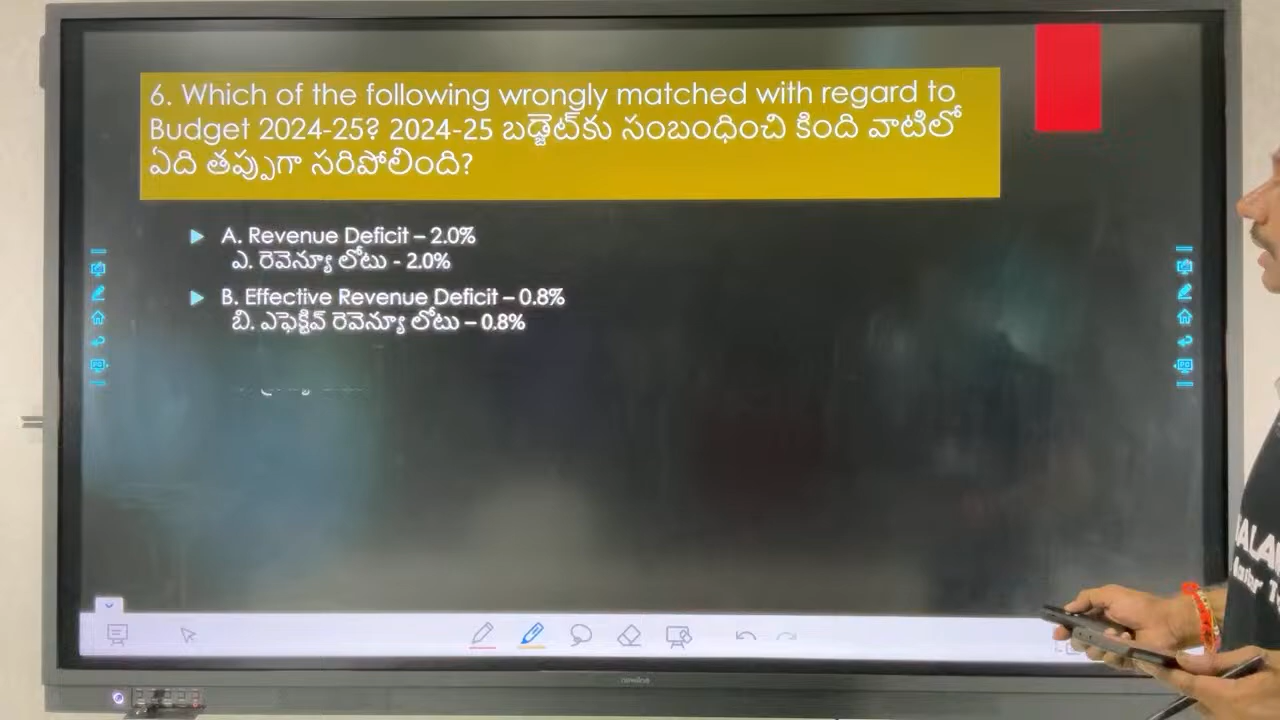 6. Which of the following wrongly matched with regard to
Budget 2024-25? 2024-25 బడ్జెట్‌కు సంబంధించి కింది వాటిలో
ఏది తప్పుగా సరిపోలింది?
A. Revenue Deficit – 2.0%
ఎ. రెవెన్యూ లోటు - 2.0%
B. Effective Revenue Deficit – 0.8%
బి. ఎఫెక్టివ్ రెవెన్యూ లోటు – 0.8%
newline